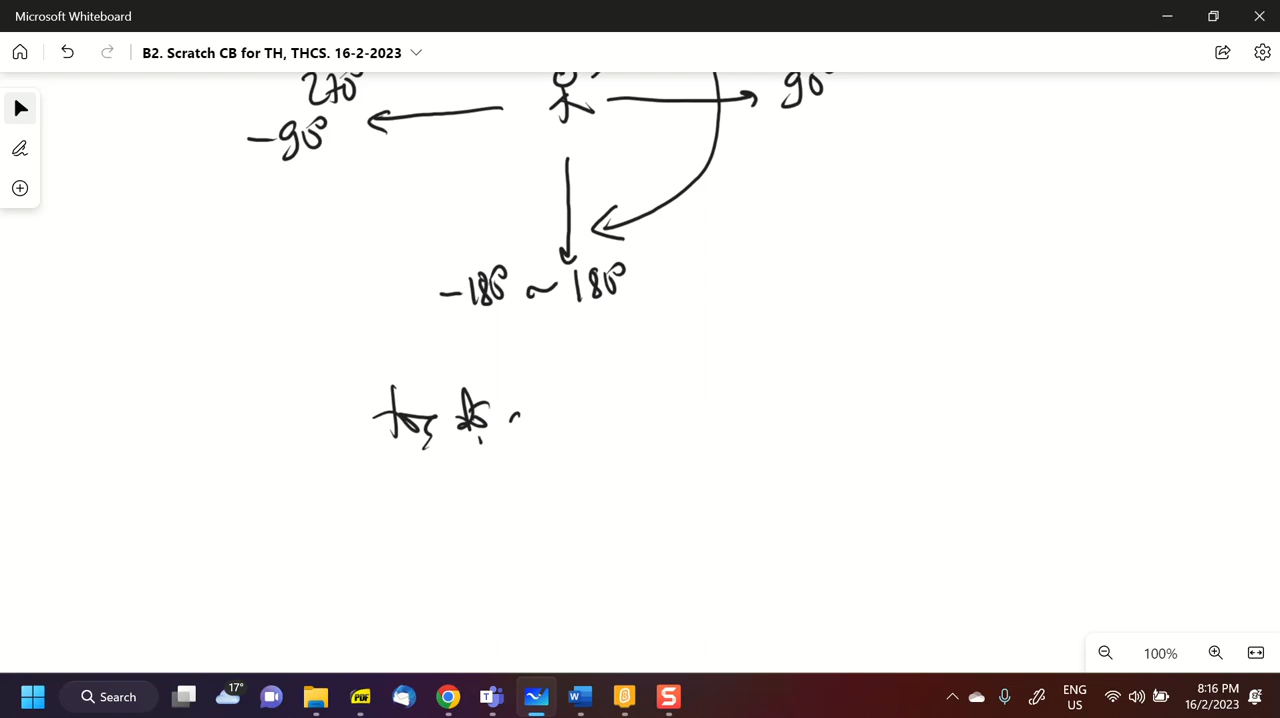 Microsoft Whiteboard
B2. Scratch CB for TH, THCS. 16-2-2023
270°
90°
-90°
-180° ~ 180°
100%
17°
Search
PDF
ENG
US
8:16 PM
16/2/2023